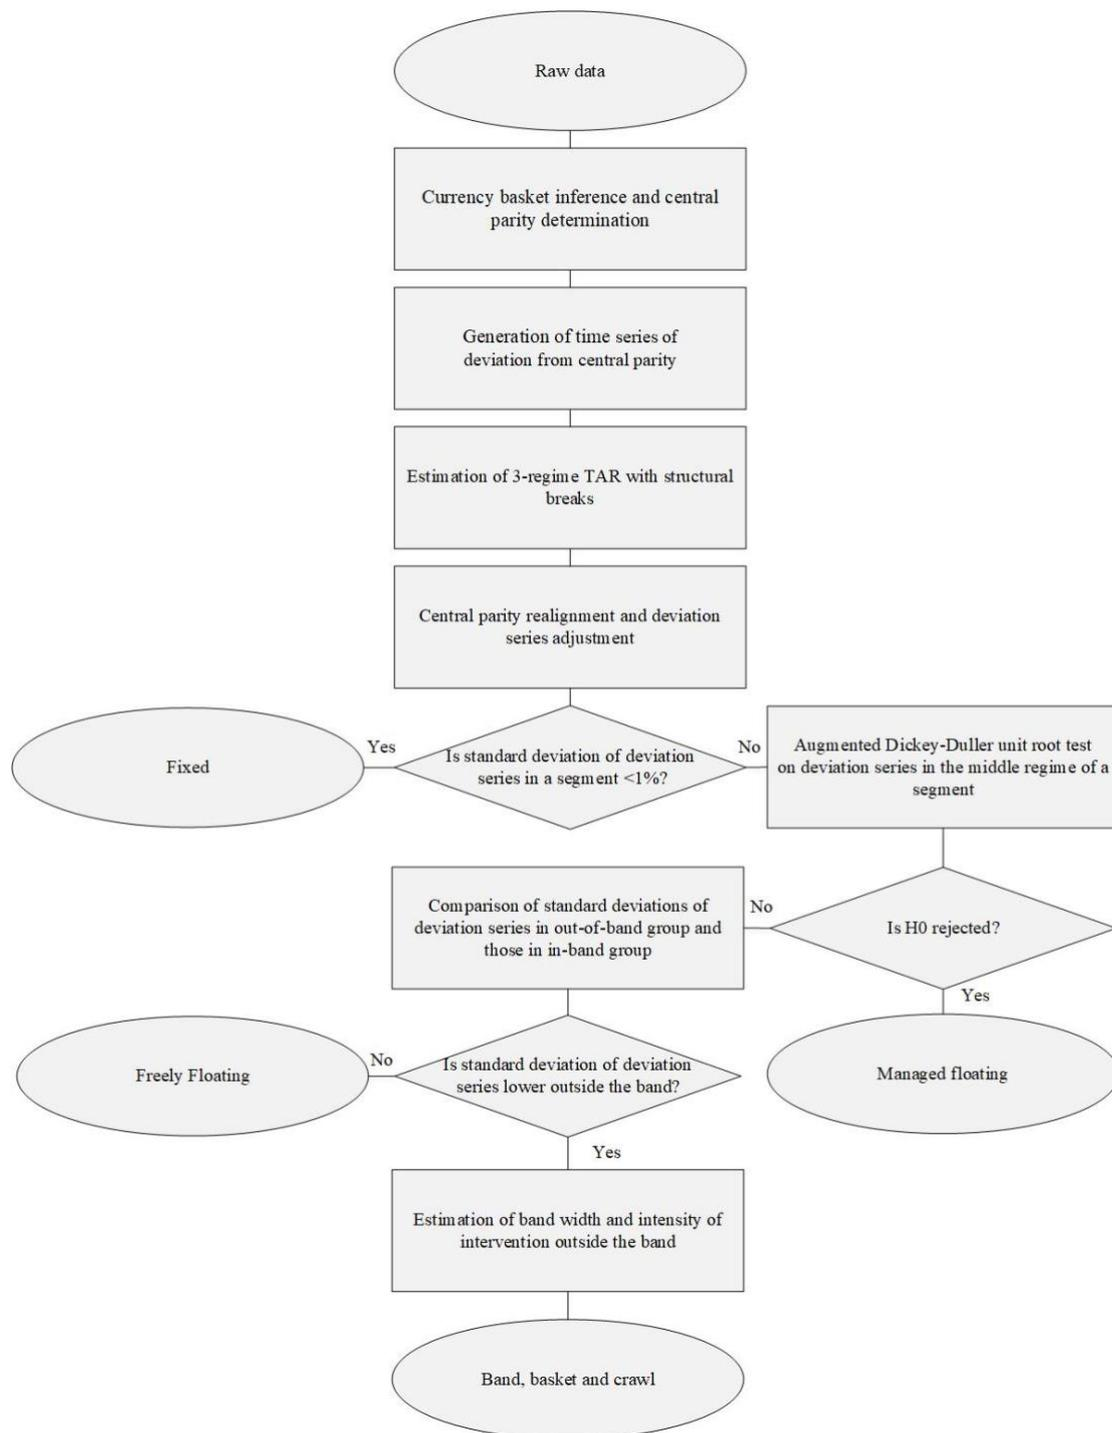 Raw data
Currency basket inference and central
parity determination
Generation of time series of
deviation from central parity
Estimation of 3-regime TAR with structural
breaks
Central parity realignment and deviation
series adjustment
Fixed
Yes
Is standard deviation of deviation
series in a segment <1%?
No
Augmented Dickey-Duller unit root test
on deviation series in the middle regime of a
segment
Comparison of standard deviations of
deviation series in out-of-band group and
those in in-band group
No
Is H0 rejected?
Yes
Freely Floating
No
Is standard deviation of deviation
series lower outside the band?
Managed floating
Yes
Estimation of band width and intensity of
intervention outside the band
Band, basket and crawl